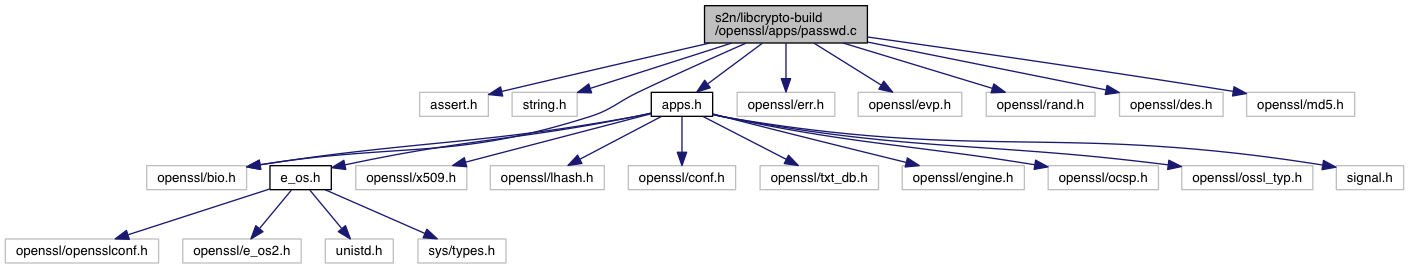 s2n/libcrypto-build
/openssl/apps/passwd.c
assert.h
string.h
apps.h
openssl/err.h
openssl/evp.h
openssl/rand.h
openssl/des.h
openssl/md5.h
openssl/bio.h
e_os.h
openssl/x509.h
openssl/lhash.h
openssl/conf.h
openssl/txt_db.h
openssl/engine.h
openssl/ocsp.h
openssl/ossl_typ.h
signal.h
openssl/opensslconf.h
openssl/e_os2.h
unistd.h
sys/types.h